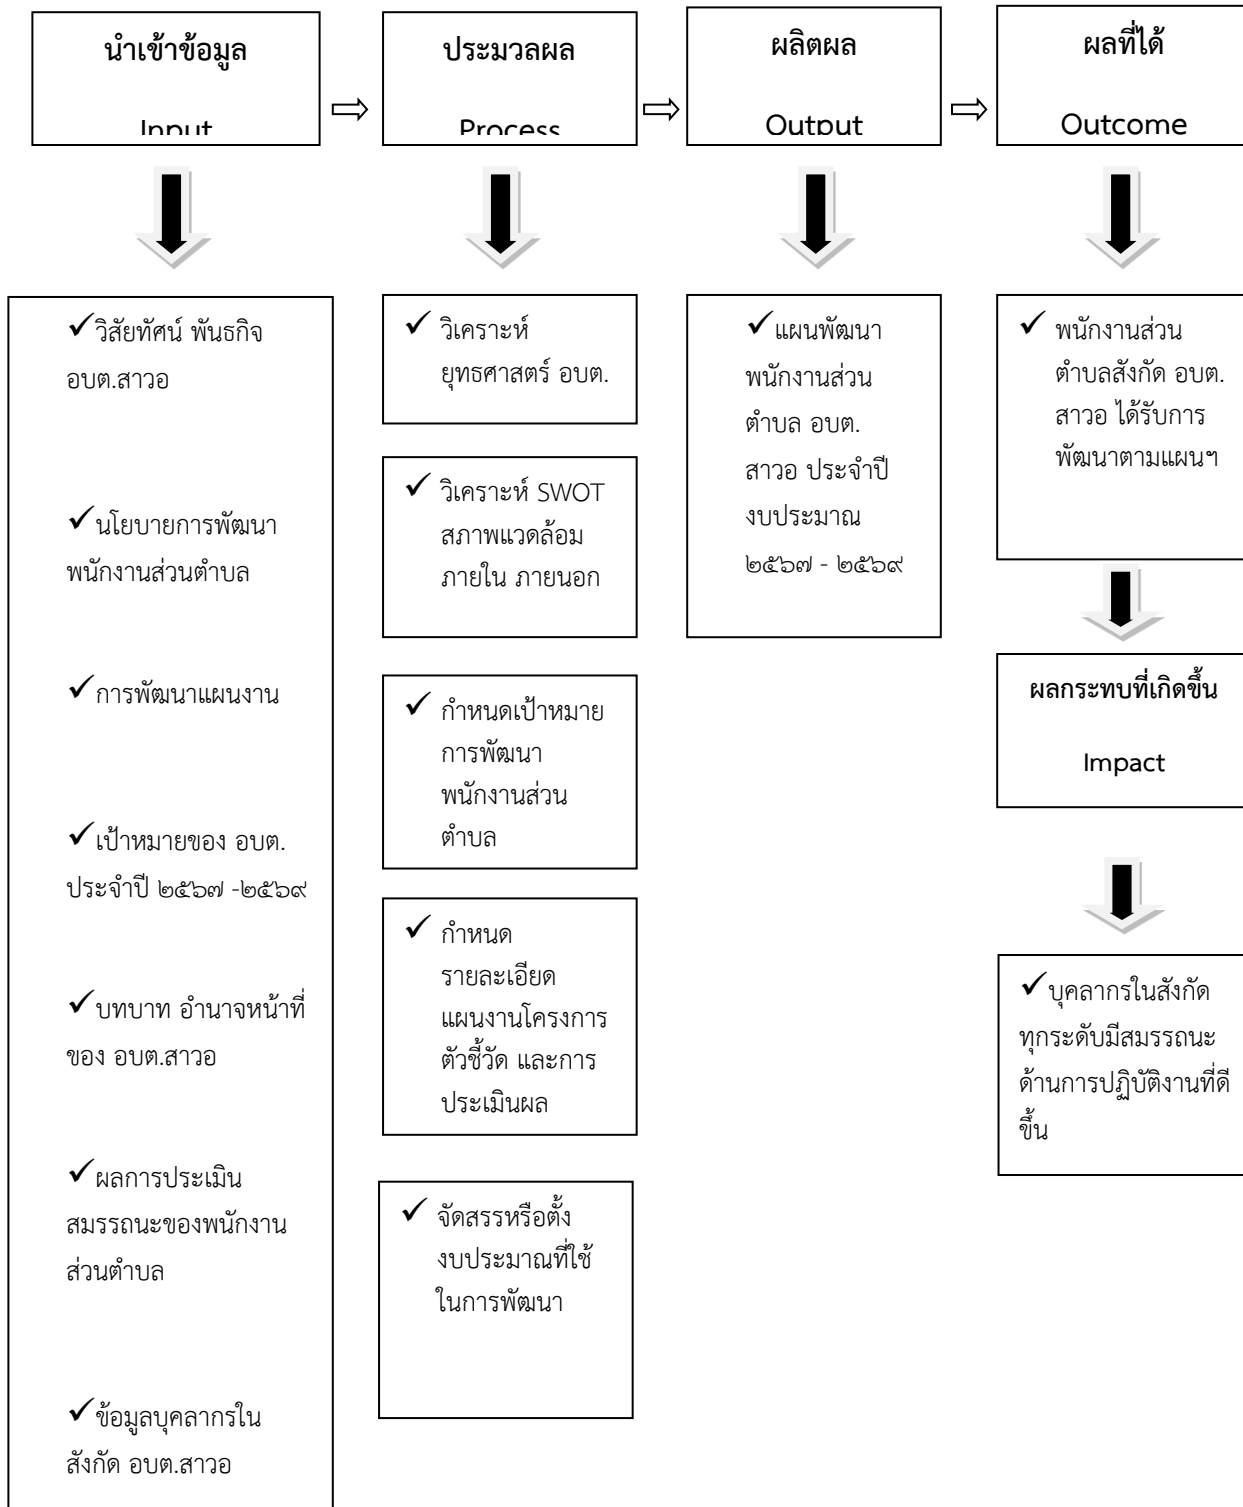 นำเข้าข้อมูล
Input
ประมวลผล
Process
ผลิตผล
Output
ผลที่ได้
Outcome
✓วิสัยทัศน์ พันธกิจ
อบต.สาวอ
✓นโยบายการพัฒนา
พนักงานส่วนตำบล
✓การพัฒนาแผนงาน
✓เป้าหมายของ อบต.
ประจำปี ๒๕๖๗ -๒๕๖๙
✓บทบาท อำนาจหน้าที่
ของ อบต.สาวอ
✓ผลการประเมิน
สมรรถนะของพนักงาน
ส่วนตำบล
✓ข้อมูลบุคลากรใน
สังกัด อบต.สาวอ
✓ วิเคราะห์
ยุทธศาสตร์ อบต.
✓ วิเคราะห์ SWOT
สภาพแวดล้อม
ภายใน ภายนอก
✓ กำหนดเป้าหมาย
การพัฒนา
พนักงานส่วน
ตำบล
✓ กำหนด
รายละเอียด
แผนงานโครงการ
ตัวชี้วัด และการ
ประเมินผล
✓ จัดสรรหรือตั้ง
งบประมาณที่ใช้
ในการพัฒนา
✓แผนพัฒนา
พนักงานส่วน
ตำบล อบต.
สาวอ ประจำปี
งบประมาณ
๒๕๖๗ - ๒๕๖๙
✓ พนักงานส่วน
ตำบลสังกัด อบต.
สาวอ ได้รับการ
พัฒนาตามแผนฯ
ผลกระทบที่เกิดขึ้น
Impact
✓บุคลากรในสังกัด
ทุกระดับมีสมรรถนะ
ด้านการปฏิบัติงานที่ดี
ขึ้น